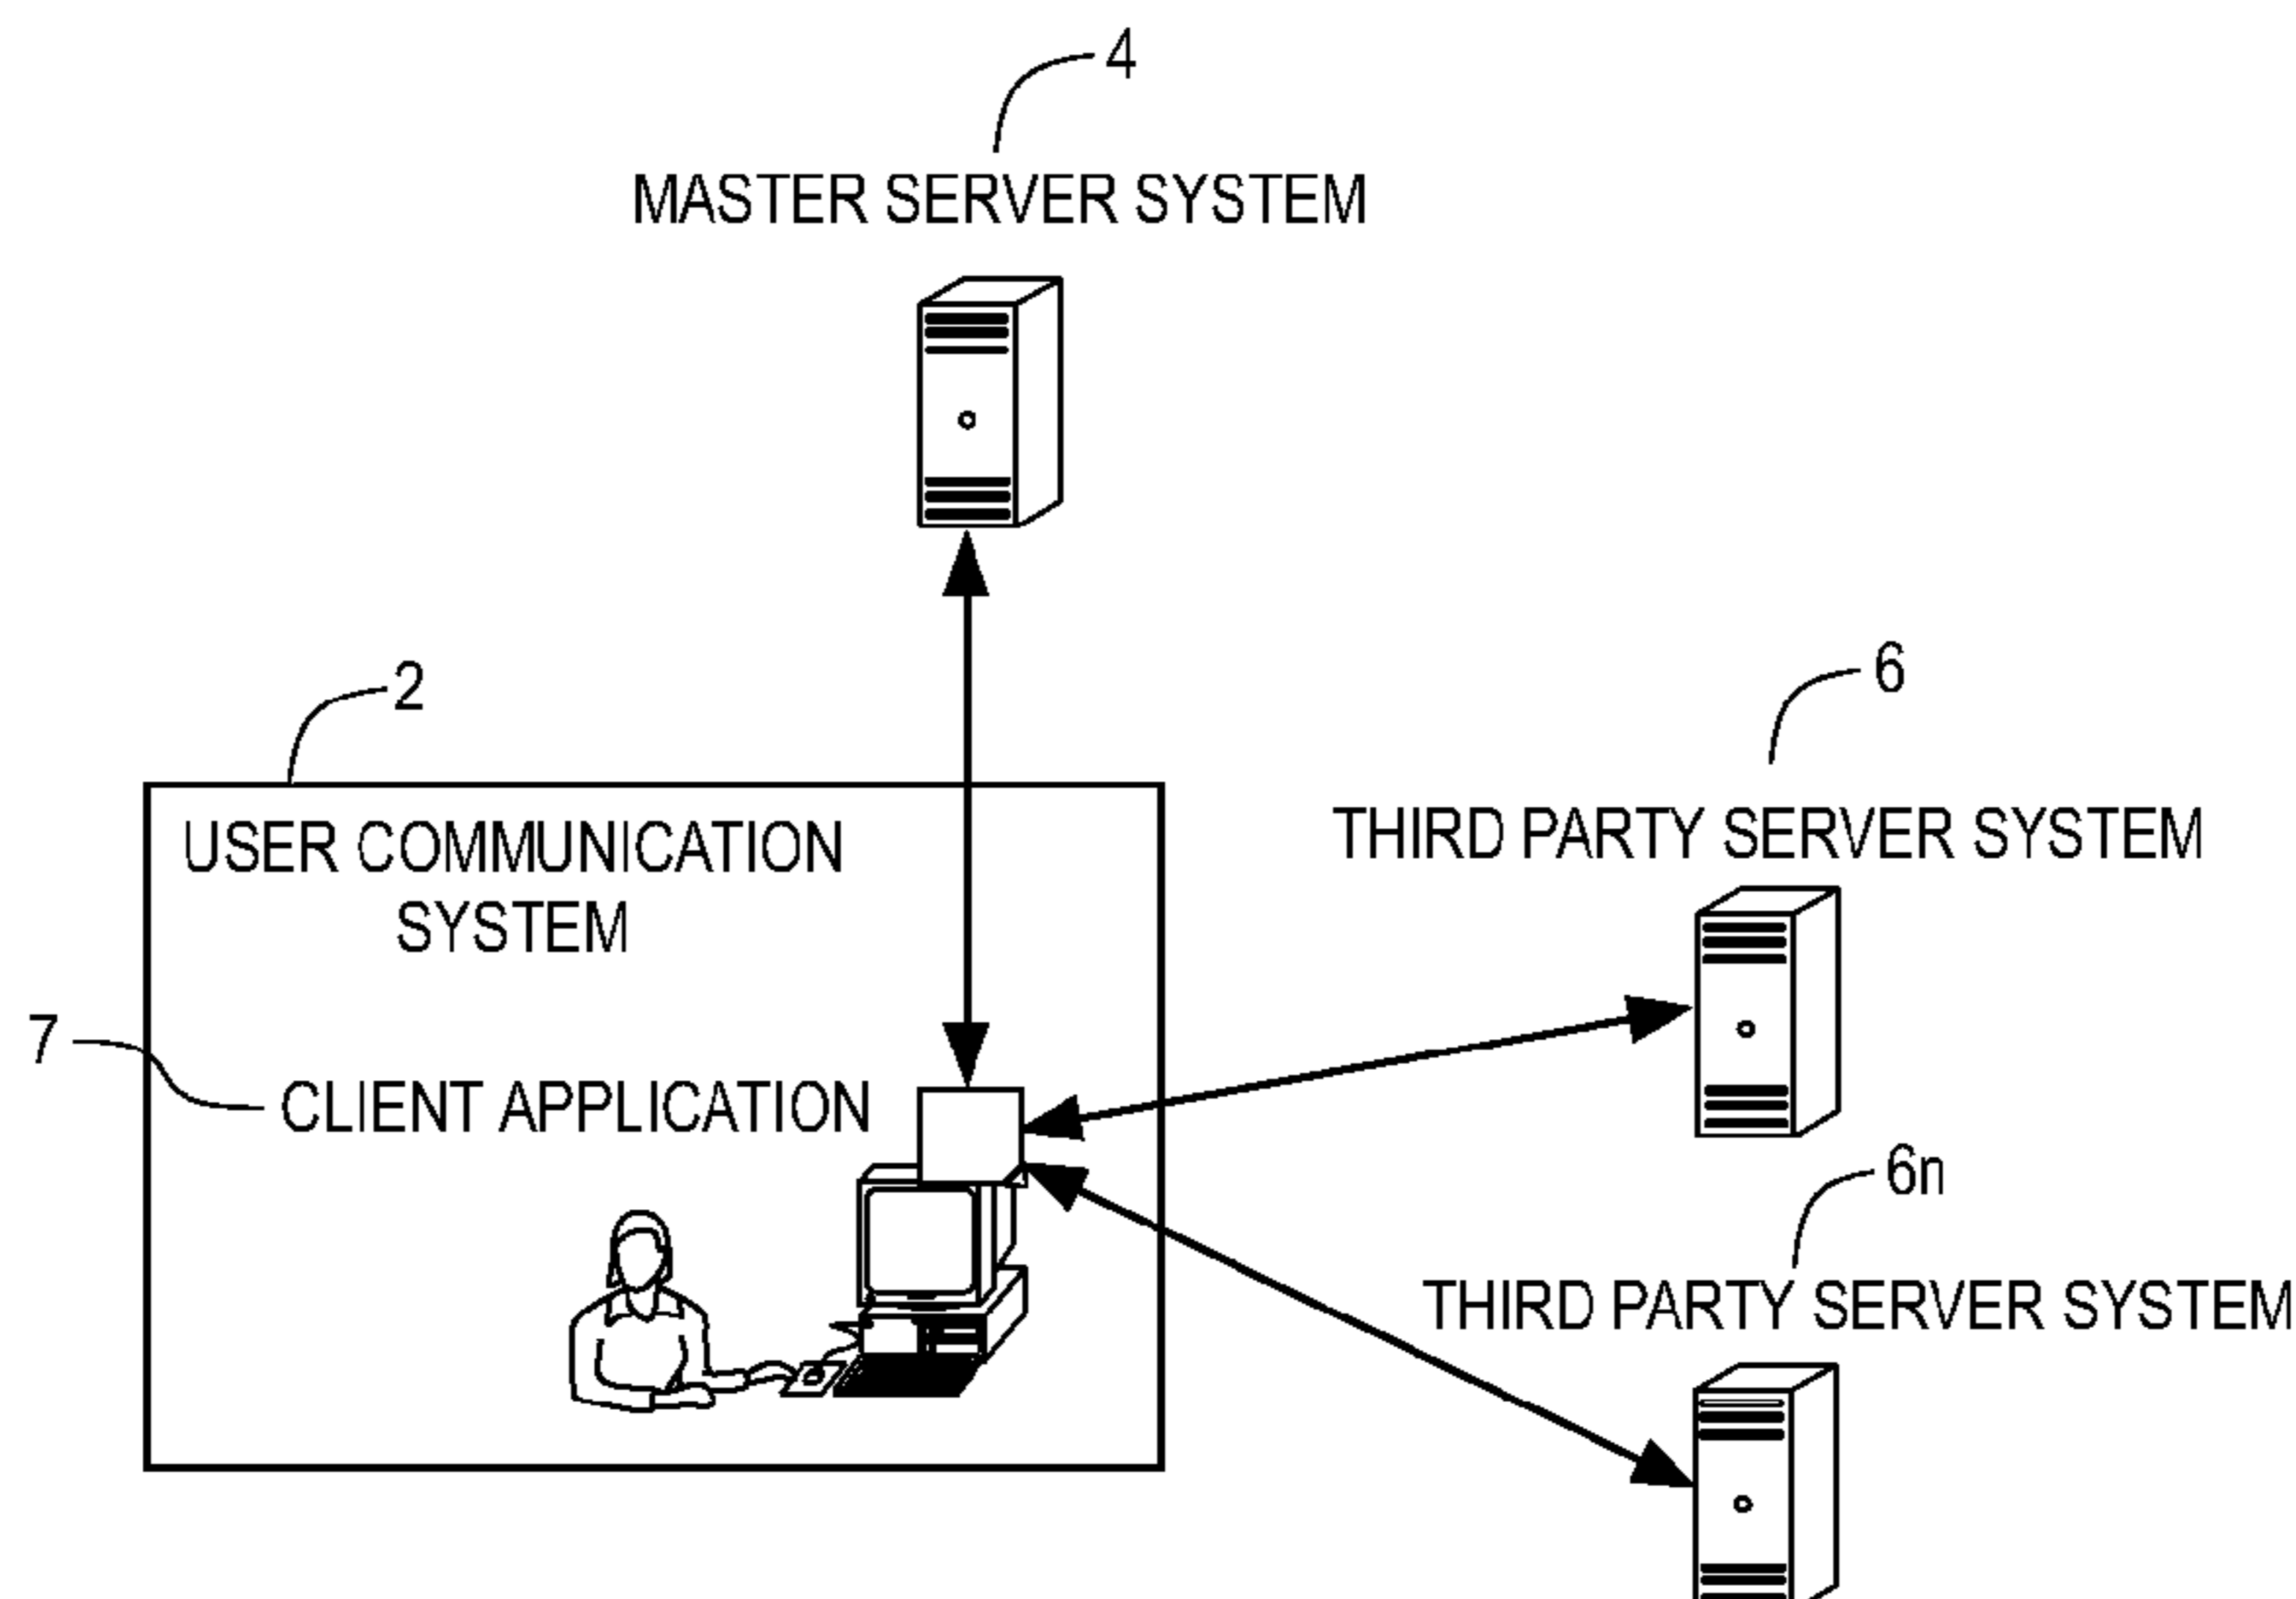 4
MASTER SERVER SYSTEM
2
6
USER COMMUNICATION
SYSTEM
THIRD PARTY SERVER SYSTEM
7
CLIENT APPLICATION
6n
THIRD PARTY SERVER SYSTEM